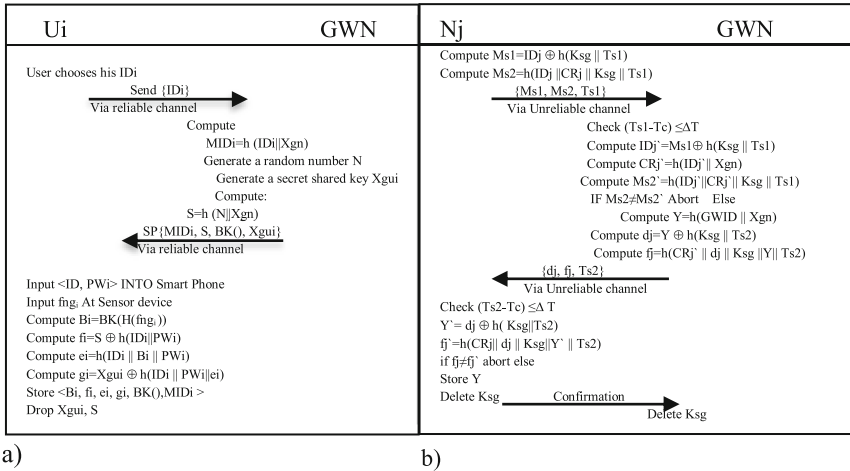 Ui GWN
User chooses his IDi
Send {IDi}
Via reliable channel
Compute
MIDi=h (IDi||Xgn)
Generate a random number N
Generate a secret shared key Xgui
Compute:
S=h (N||Xgn)
SP{MIDi, S, BK(), Xgui}
Via reliable channel
Input <ID, PWi> INTO Smart Phone
Input fngᵢ At Sensor device
Compute Bi=BK(H(fngᵢ))
Compute fi=S ⊕ h(IDi||PWi)
Compute ei=h(IDi || Bi || PWi)
Compute gi=Xgui ⊕ h(IDi || PWi||ei)
Store <Bi, fi, ei, gi, BK(),MIDi >
Drop Xgui, S
a)
Nj GWN
Compute Ms1=IDj ⊕ h(Ksg || Ts1)
Compute Ms2=h(IDj ||CRj || Ksg || Ts1)
{Ms1, Ms2, Ts1}
Via Unreliable channel
Check (Ts1-Tc) ≤ΔT
Compute IDj`=Ms1⊕ h(Ksg || Ts1)
Compute CRj`=h(IDj`|| Xgn)
Compute Ms2`=h(IDj`||CRj`|| Ksg || Ts1)
IF Ms2≠Ms2` Abort Else
Compute Y=h(GWID || Xgn)
Compute dj=Y ⊕ h(Ksg || Ts2)
Compute fj=h(CRj` || dj || Ksg ||Y|| Ts2)
{dj, fj, Ts2}
Via Unreliable channel
Check (Ts2-Tc) ≤Δ T
Y`= dj ⊕ h( Ksg||Ts2)
fj`=h(CRj|| dj || Ksg||Y` || Ts2)
if fj≠fj` abort else
Store Y
Delete Ksg
Confirmation
Delete Ksg
b)